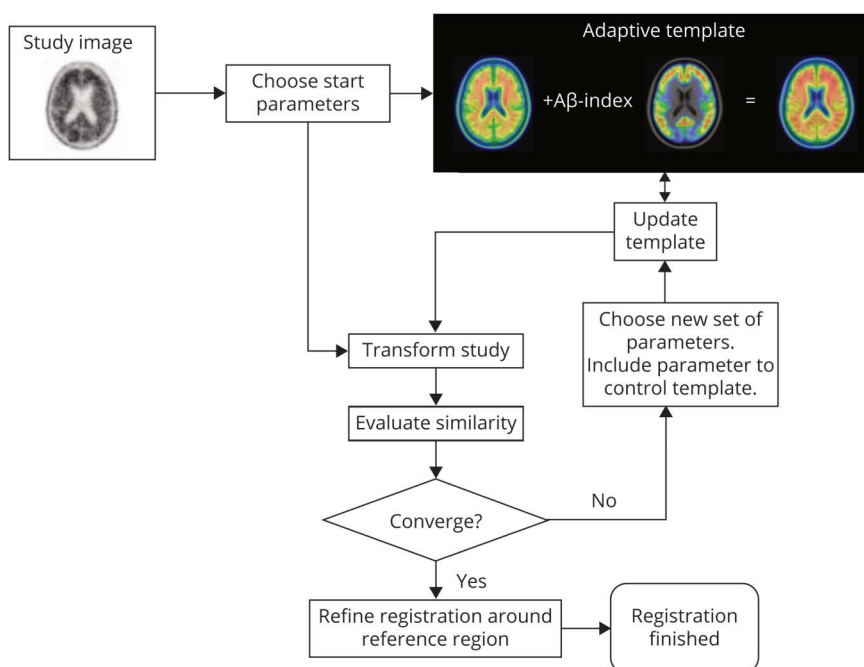 Study image
Choose start
parameters
Adaptive template
+Aβ-index
=
Update
template
Choose new set of
parameters.
Include parameter to
control template.
Transform study
Evaluate similarity
Converge?
No
Yes
Refine registration around
reference region
Registration
finished